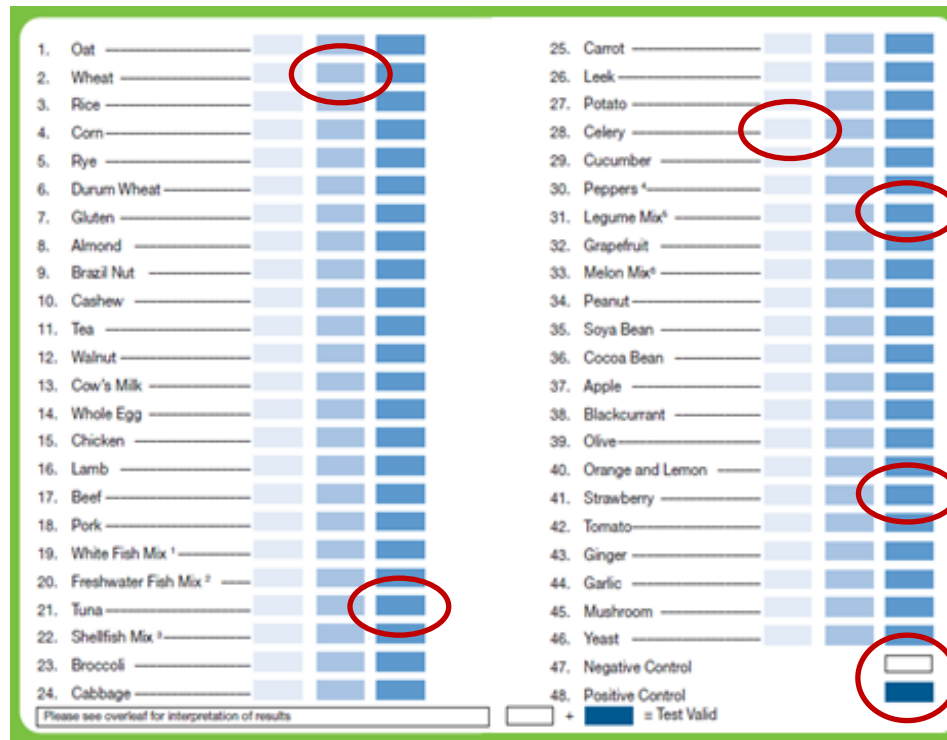 1. Oat
2. Wheat
3. Rice
4. Corn
5. Rye
6. Durum Wheat
7. Gluten
8. Almond
9. Brazil Nut
10. Cashew
11. Tea
12. Walnut
13. Cow's Milk
14. Whole Egg
15. Chicken
16. Lamb
17. Beef
18. Pork
19. White Fish Mix ¹
20. Freshwater Fish Mix ²
21. Tuna
22. Shellfish Mix ³
23. Broccoli
24. Cabbage
Please see overleaf for interpretation of results
25. Carrot
26. Leek
27. Potato
28. Celery
29. Cucumber
30. Peppers ⁴
31. Legume Mix⁵
32. Grapefruit
33. Melon Mix⁶
34. Peanut
35. Soya Bean
36. Cocoa Bean
37. Apple
38. Blackcurrant
39. Olive
40. Orange and Lemon
41. Strawberry
42. Tomato
43. Ginger
44. Garlic
45. Mushroom
46. Yeast
47. Negative Control
48. Positive Control
+ = Test Valid